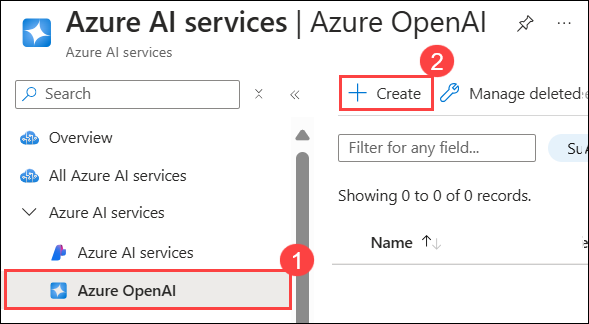 Azure AI services | Azure OpenAI
Azure AI services
2
Search
Create
Manage deleted
Overview
Filter for any field...
All Azure AI services
Showing 0 to 0 of 0 records.
Azure AI services
Name
Azure AI services
1
Azure OpenAI